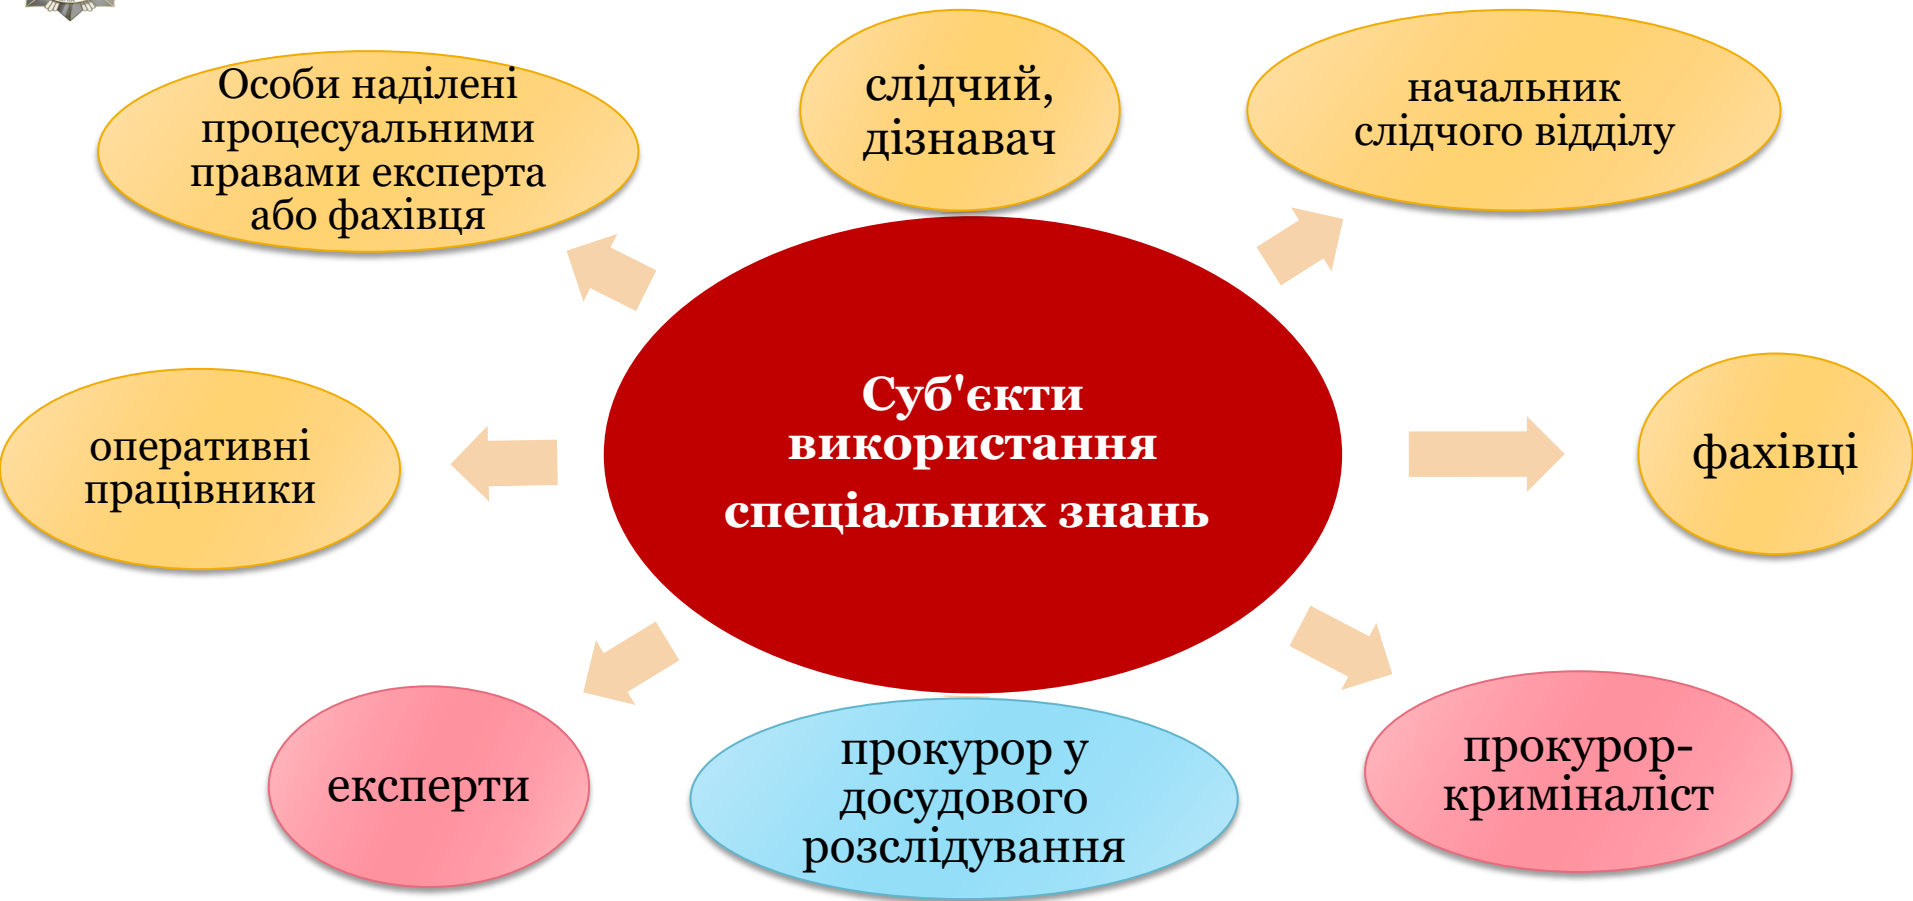 Особи наділені
процесуальними
правами експерта
або фахівця
слідчий,
дізнавач
начальник
слідчого відділу
Суб'єкти
використання
спеціальних знань
оперативні
працівники
фахівці
експерти
прокурор у
досудового
розслідування
прокурор-
криміналіст